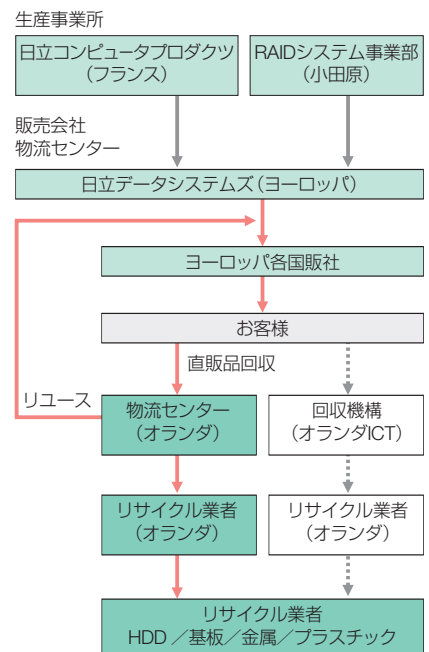 生産事業所
日立コンピュータプロダクツ
（フランス）
RAIDシステム事業部
（小田原）
販売会社
物流センター
日立データシステムズ（ヨーロッパ）
ヨーロッパ各国販社
お客様
直販品回収
リユース
物流センター
（オランダ）
回収機構
（オランダICT）
リサイクル業者
（オランダ）
リサイクル業者
（オランダ）
リサイクル業者
HDD／基板／金属／プラスチック